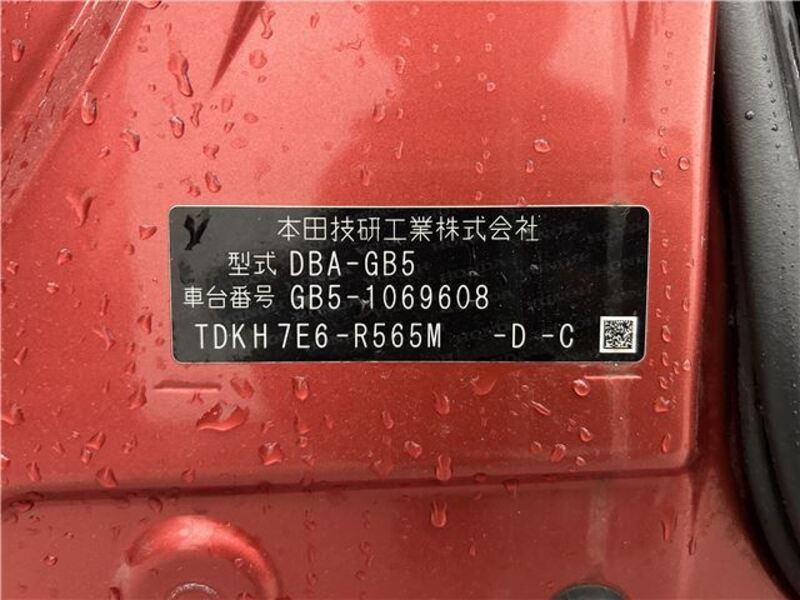 Y 本田技研工業株式会社
型式 DBA-GB5
車台番号 GB5-1069608
TDKH7E6-R565M -D-C